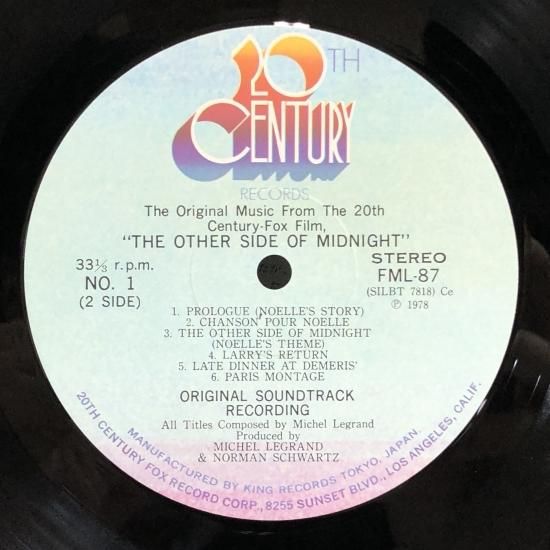 20TH
CENTURY
RECORDS
The Original Music From The 20th
Century-Fox Film,
"THE OTHER SIDE OF MIDNIGHT"
33⅓ r.p.m.
NO. 1
(2 SIDE)
STEREO
FML-87
(SILBT 7818) Ce
Ⓟ 1978
1. PROLOGUE (NOELLE'S STORY)
2. CHANSON POUR NOELLE
3. THE OTHER SIDE OF MIDNIGHT
(NOELLE'S THEME)
4. LARRY'S RETURN
5. LATE DINNER AT DEMERIS'
6. PARIS MONTAGE
ORIGINAL SOUNDTRACK
RECORDING
All Titles Composed by Michel Legrand
Produced by
MICHEL LEGRAND
& NORMAN SCHWARTZ
MANUFACTURED BY KING RECORDS TOKYO, JAPAN.
20TH CENTURY FOX RECORD CORP., 8255 SUNSET BLVD., LOS ANGELES, CALIF.